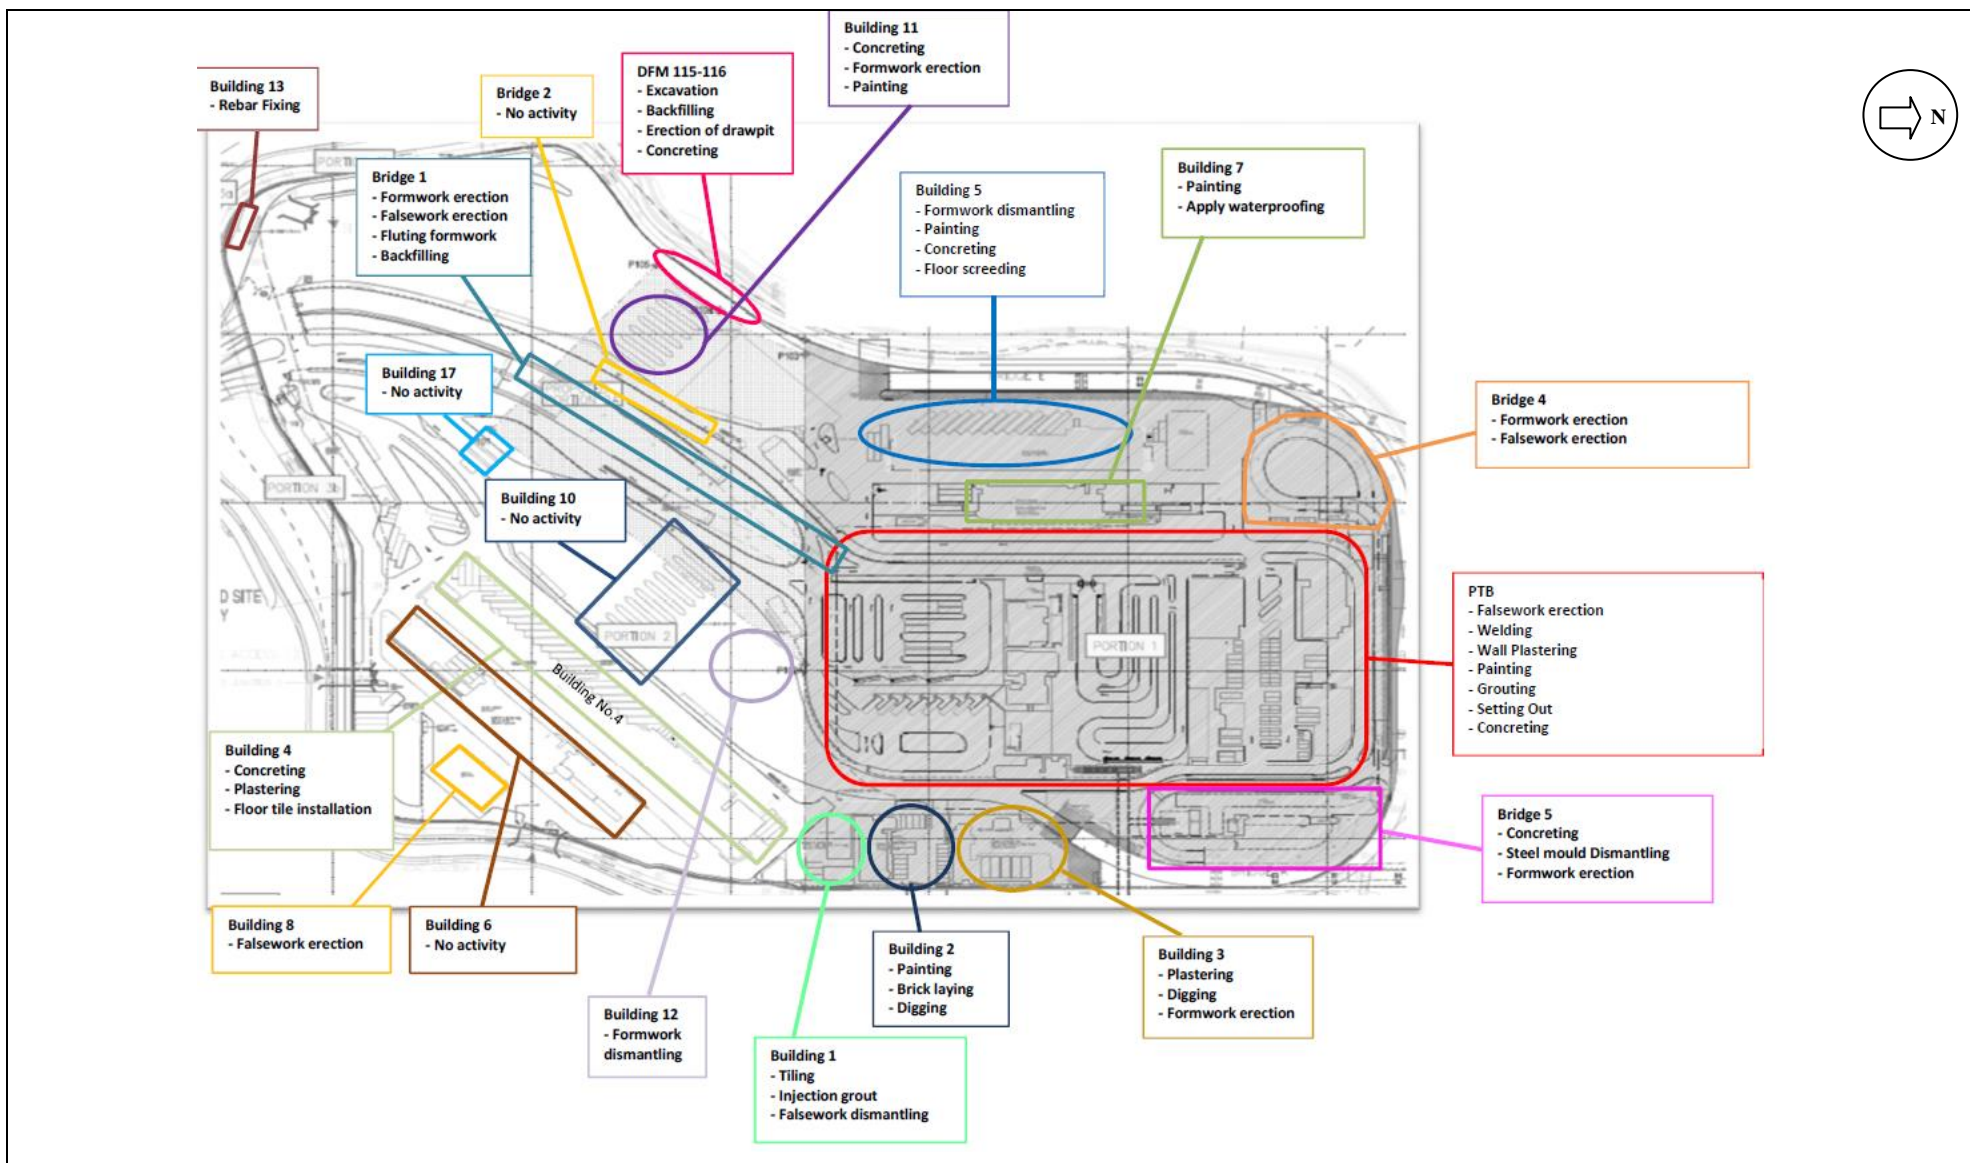 Building 11
- Concreting
- Formwork erection
- Painting
Building 13
- Rebar Fixing
Bridge 2
- No activity
DFM 115-116
- Excavation
- Backfilling
- Erection of drawpit
- Concreting
N
Bridge 1
- Formwork erection
- Falsework erection
- Fluting formwork
- Backfilling
Building 5
- Formwork dismantling
- Painting
- Concreting
- Floor screeding
Building 7
- Painting
- Apply waterproofing
Building 17
- No activity
Bridge 4
- Formwork erection
- Falsework erection
PORTION 3b
Building 10
- No activity
D SITE
PORTION 2
PORTION 1
Building No.4
PTB
- Falsework erection
- Welding
- Wall Plastering
- Painting
- Grouting
- Setting Out
- Concreting
Building 4
- Concreting
- Plastering
- Floor tile installation
Bridge 5
- Concreting
- Steel mould Dismantling
- Formwork erection
Building 8
- Falsework erection
Building 6
- No activity
Building 2
- Painting
- Brick laying
- Digging
Building 3
- Plastering
- Digging
- Formwork erection
Building 12
- Formwork
dismantling
Building 1
- Tiling
- Injection grout
- Falsework dismantling